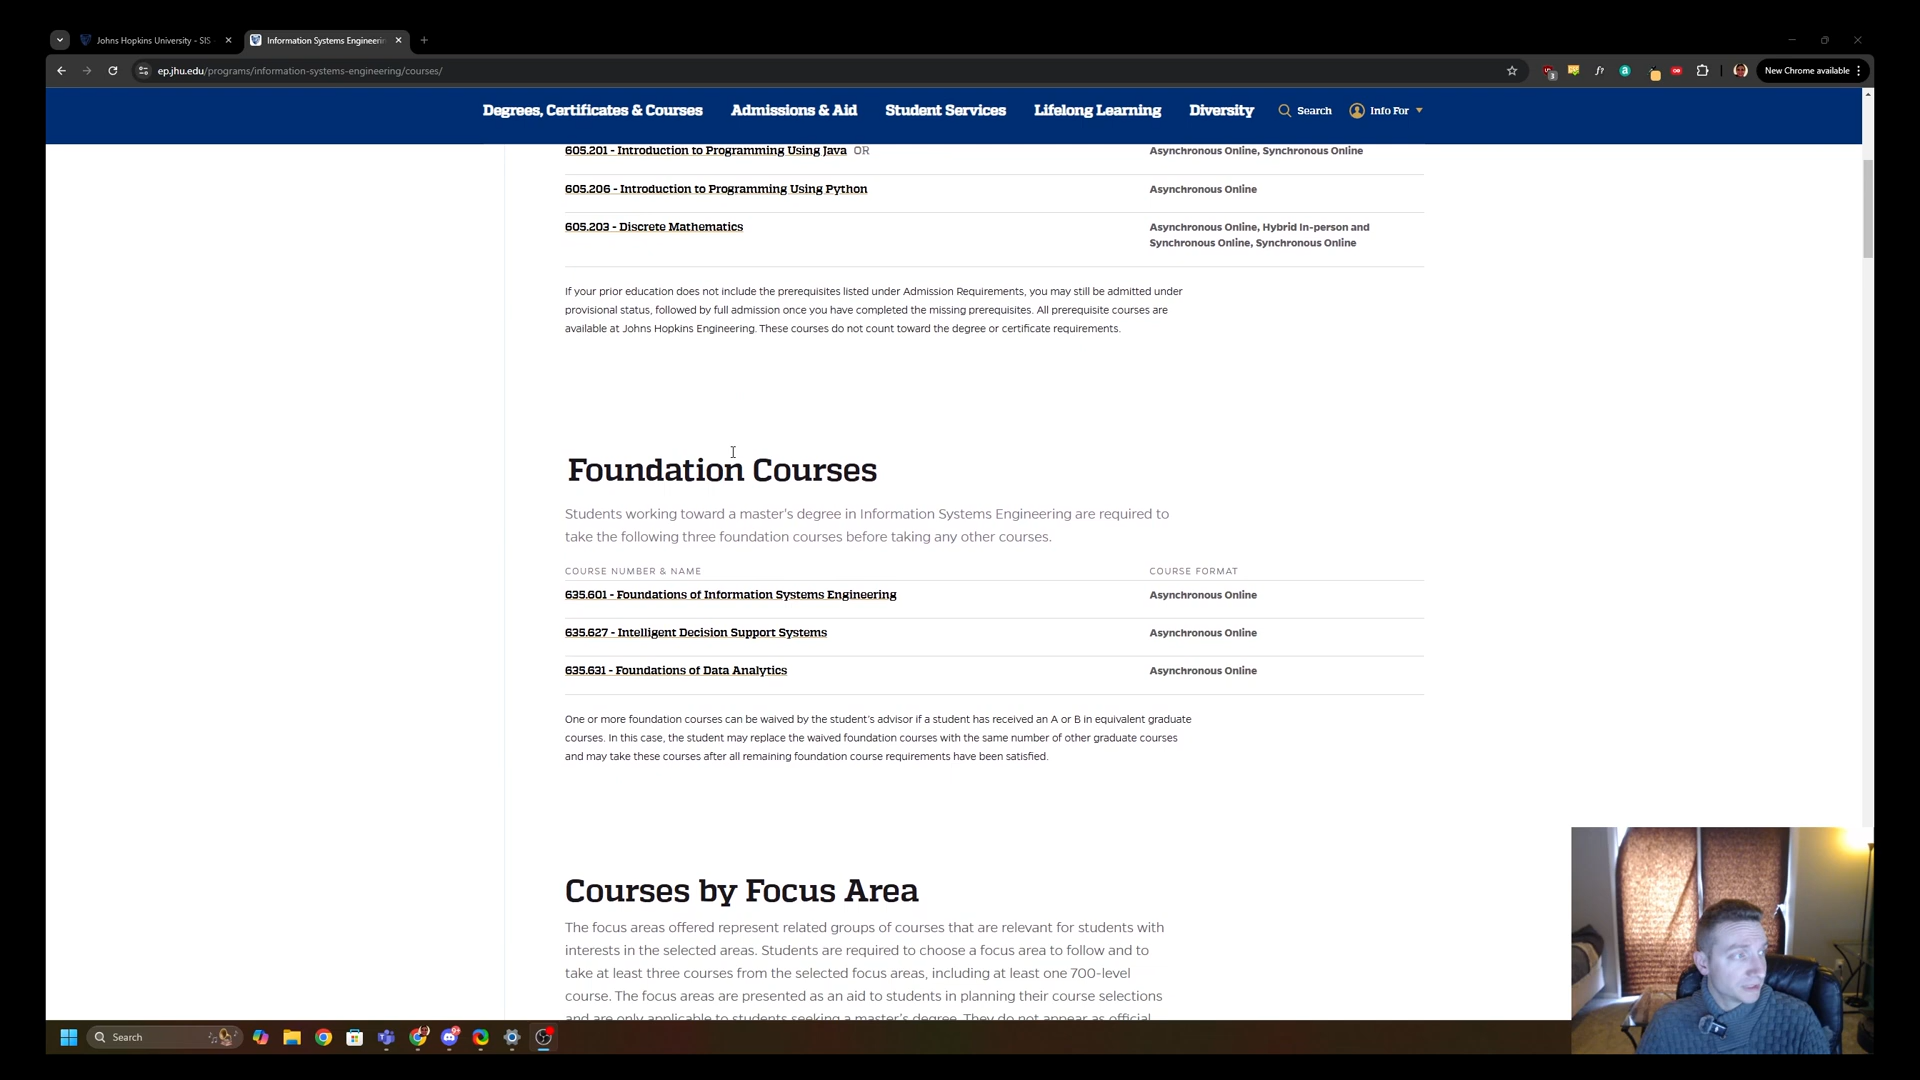 Johns Hopkins University - SIS
Information Systems Engineerin
ep.jhu.edu/programs/information-systems-engineering/courses/
New Chrome available
Degrees, Certificates & Courses
Admissions & Aid
Student Services
Lifelong Learning
Diversity
Search
Info For
605.201 - Introduction to Programming Using Java OR
Asynchronous Online, Synchronous Online
605.206 - Introduction to Programming Using Python
Asynchronous Online
605.203 - Discrete Mathematics
Asynchronous Online, Hybrid In-person and
Synchronous Online, Synchronous Online
If your prior education does not include the prerequisites listed under Admission Requirements, you may still be admitted under
provisional status, followed by full admission once you have completed the missing prerequisites. All prerequisite courses are
available at Johns Hopkins Engineering. These courses do not count toward the degree or certificate requirements.
Foundation Courses
Students working toward a master's degree in Information Systems Engineering are required to
take the following three foundation courses before taking any other courses.
COURSE NUMBER & NAME
COURSE FORMAT
635.601 - Foundations of Information Systems Engineering
Asynchronous Online
635.627 - Intelligent Decision Support Systems
Asynchronous Online
635.631 - Foundations of Data Analytics
Asynchronous Online
One or more foundation courses can be waived by the student's advisor if a student has received an A or B in equivalent graduate
courses. In this case, the student may replace the waived foundation courses with the same number of other graduate courses
and may take these courses after all remaining foundation course requirements have been satisfied.
Courses by Focus Area
The focus areas offered represent related groups of courses that are relevant for students with
interests in the selected areas. Students are required to choose a focus area to follow and to
take at least three courses from the selected focus areas, including at least one 700-level
course. The focus areas are presented as an aid to students in planning their course selections
and are only applicable to students seeking a master's degree. They do not appear as official
Search